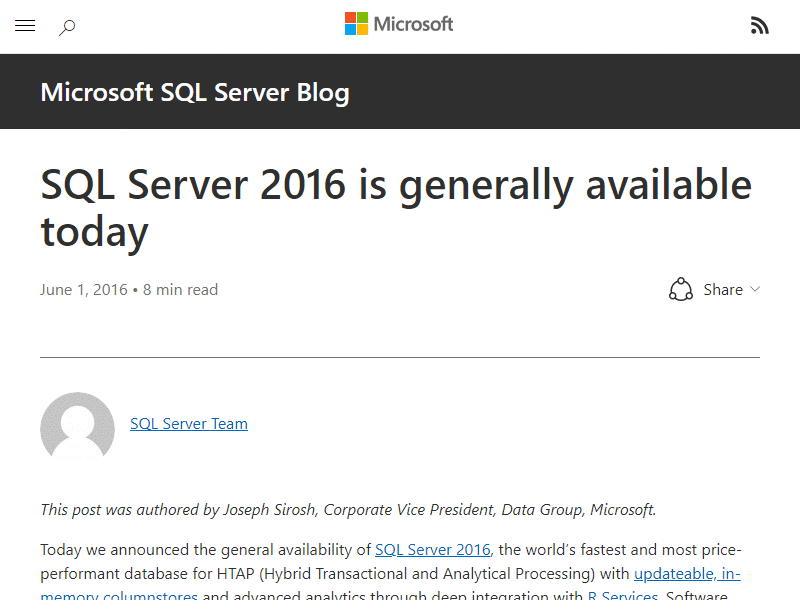 Microsoft
Microsoft SQL Server Blog
SQL Server 2016 is generally available
today
June 1, 2016 • 8 min read
Share
SQL Server Team
This post was authored by Joseph Sirosh, Corporate Vice President, Data Group, Microsoft.
Today we announced the general availability of SQL Server 2016, the world’s fastest and most price-
performant database for HTAP (Hybrid Transactional and Analytical Processing) with updateable, in-
memory columnstores and advanced analytics through deep integration with R Services. Software